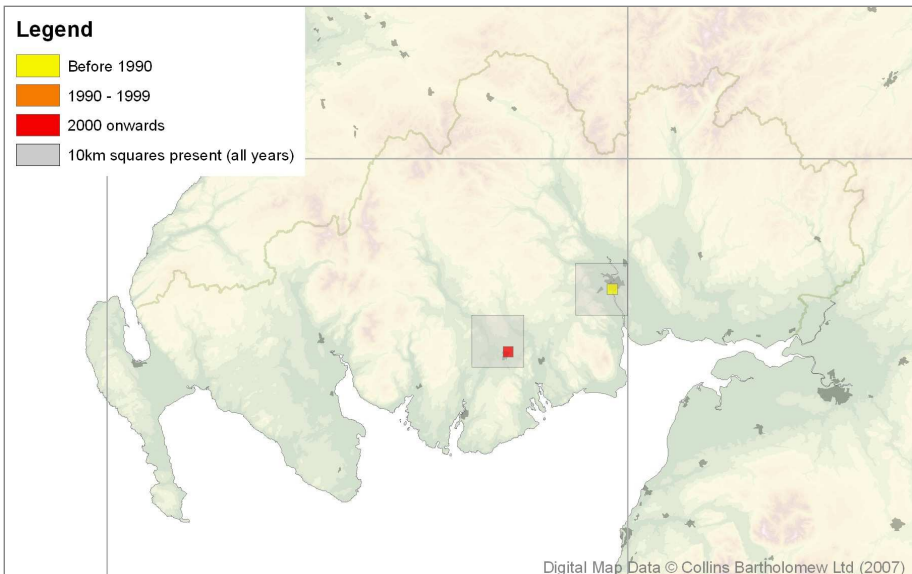 Legend
Before 1990
1990 - 1999
2000 onwards
10km squares present (all years)
Digital Map Data © Collins Bartholomew Ltd (2007)